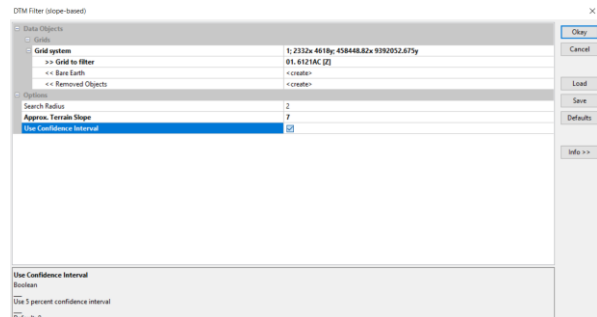 DTM Filter (slope-based)
Data Objects
Grids
Grid system 1; 2332x 4618y; 458448.82x 9392052.675y
>> Grid to filter 01. 6121AC [Z]
<< Bare Earth <create>
<< Removed Objects <create>
Options
Search Radius 2
Approx. Terrain Slope 7
Use Confidence Interval
Okay
Cancel
Load
Save
Defaults
Info >>
Use Confidence Interval
Boolean
Use 5 percent confidence interval